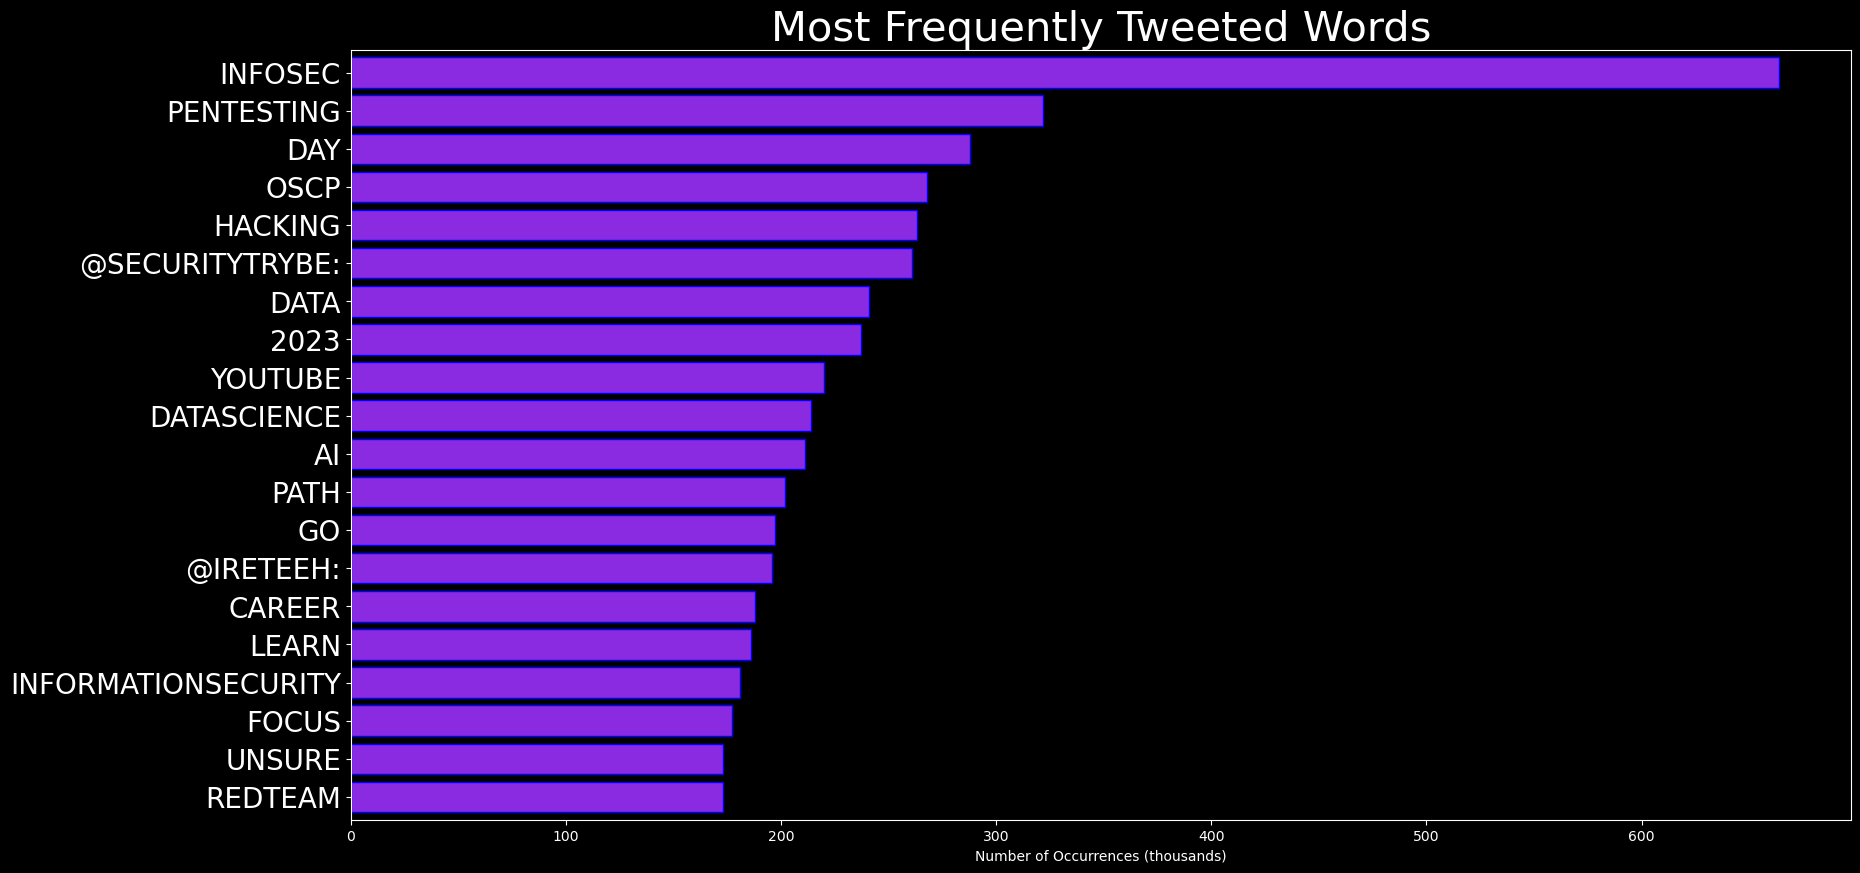 Most Frequently Tweeted Words
INFOSEC
PENTESTING
DAY
OSCP
HACKING
@SECURITYTRYBE:
DATA
2023
YOUTUBE
DATASCIENCE
AI
PATH
GO
@IRETEEH:
CAREER
LEARN
INFORMATIONSECURITY
FOCUS
UNSURE
REDTEAM
0 100 200 300 400 500 600
Number of Occurrences (thousands)